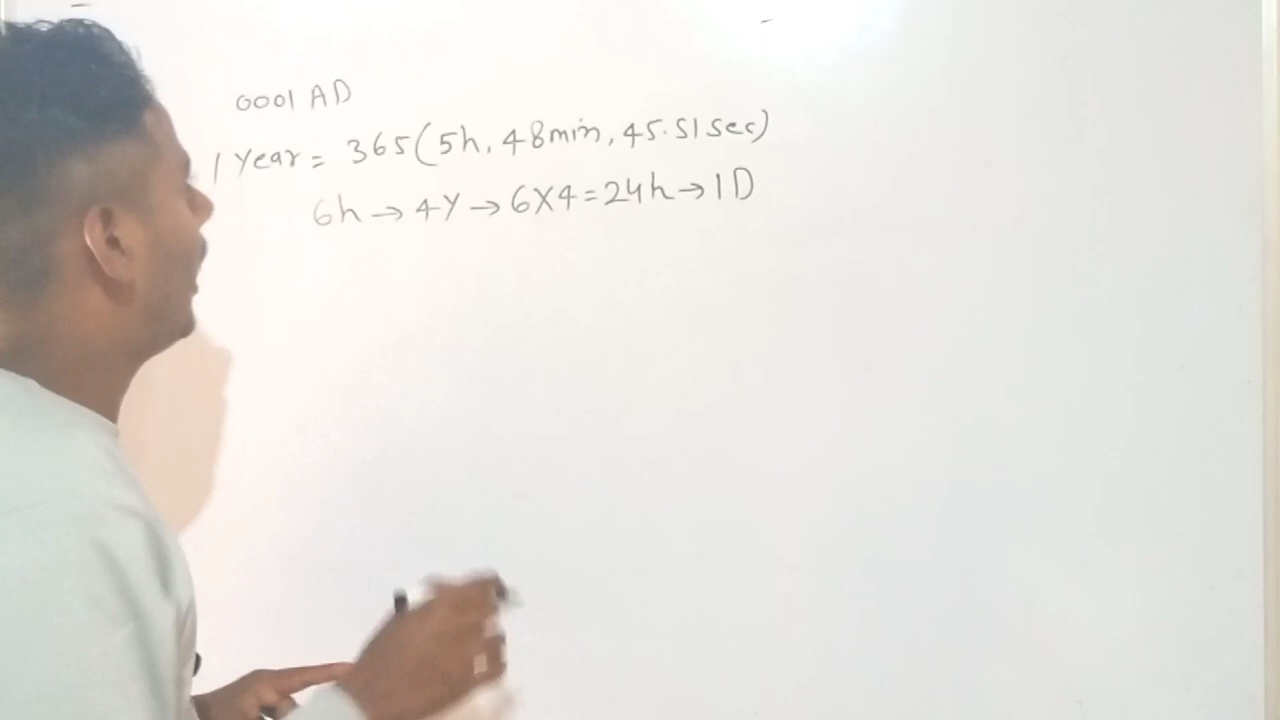 0001 AD
1 Year = 365(5h, 48min, 45.51sec)
6h → 4Y → 6X4=24h → 1D